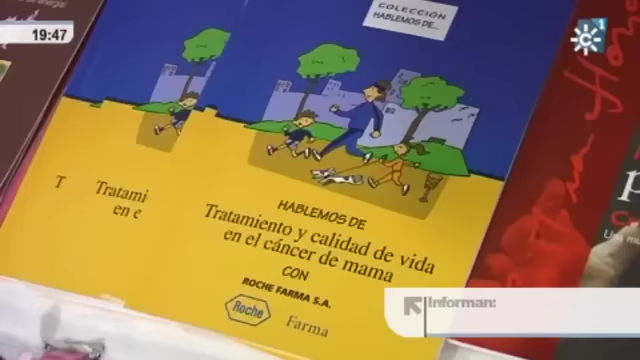 19:47
COLECCIÓN
HABLEMOS DE...
1
HABLEMOS DE
Tratamiento y calidad de vida
en el cáncer de mama
CON
ROCHE FARMA S.A.
Roche Farma
T
Tratami
en e
Informan: